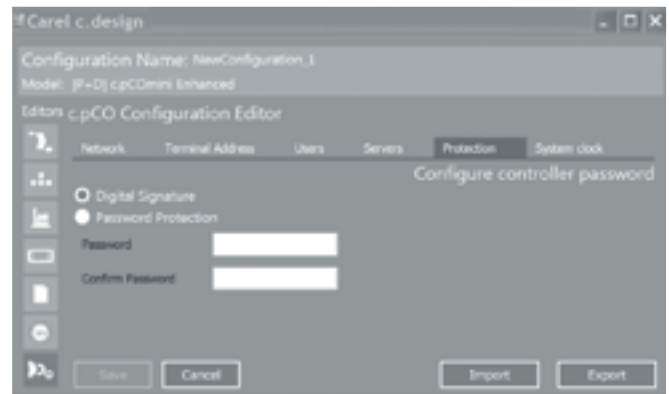 Carel c.design
Configuration Name: NewConfiguration_1
Model: [P+D] c.pCOmini Enhanced
Editors c.pCO Configuration Editor
Network Terminal Address Users Servers Protection System clock
Configure controller password
Digital Signature
Password Protection
Password
Confirm Password
Save Cancel Import Export